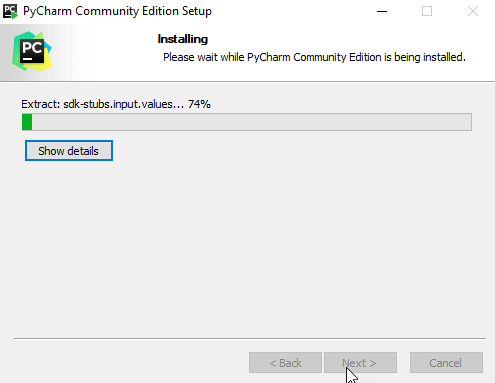 PC PyCharm Community Edition Setup
PC
Installing
Please wait while PyCharm Community Edition is being installed.
Extract: sdk-stubs.input.values... 74%
Show details
< Back Next > Cancel